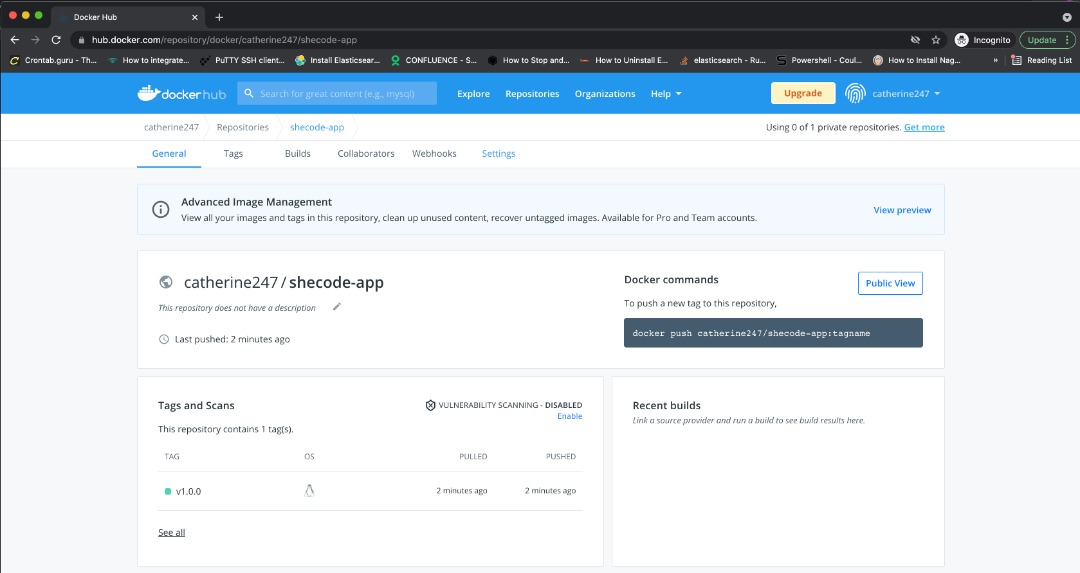 Docker Hub
hub.docker.com/repository/docker/catherine247/shecode-app
Incognito
Update
Crontab.guru - Th...
How to integrate...
PuTTY SSH client...
Install Elasticsear...
CONFLUENCE - S...
How to Stop and...
How to Uninstall E...
elasticsearch - Ru...
Powershell - Coul...
How to Install Nag...
»
Reading List
dockerhub
Search for great content (e.g., mysql)
Explore
Repositories
Organizations
Help
Upgrade
catherine247
catherine247
Repositories
shecode-app
Using 0 of 1 private repositories. Get more
General
Tags
Builds
Collaborators
Webhooks
Settings
Advanced Image Management
View all your images and tags in this repository, clean up unused content, recover untagged images. Available for Pro and Team accounts.
View preview
catherine247 / shecode-app
This repository does not have a description
Last pushed: 2 minutes ago
Docker commands
Public View
To push a new tag to this repository,
docker push catherine247/shecode-app:tagname
Tags and Scans
VULNERABILITY SCANNING - DISABLED
Enable
This repository contains 1 tag(s).
TAG
OS
PULLED
PUSHED
v1.0.0
2 minutes ago
2 minutes ago
See all
Recent builds
Link a source provider and run a build to see build results here.